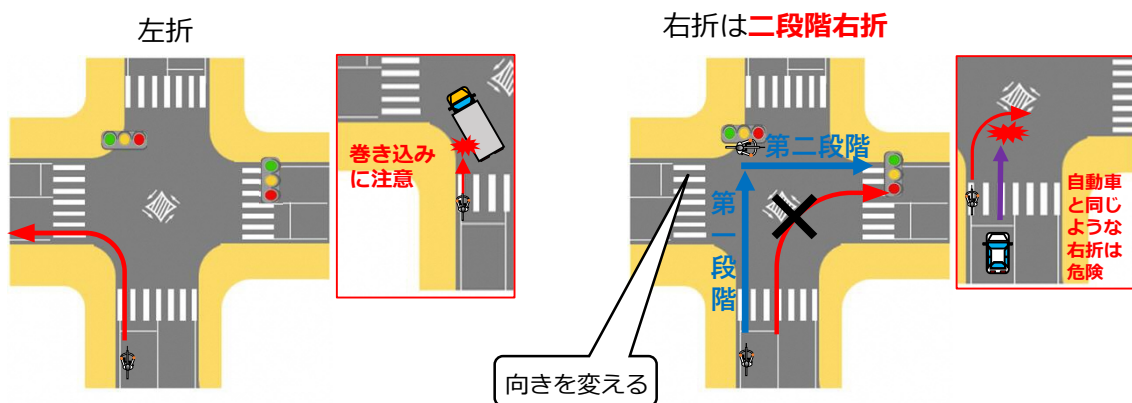 左折
巻き込み
に注意
右折は二段階右折
第二段階
第一段階
向きを変える
自動車
と同じ
ような
右折は
危険